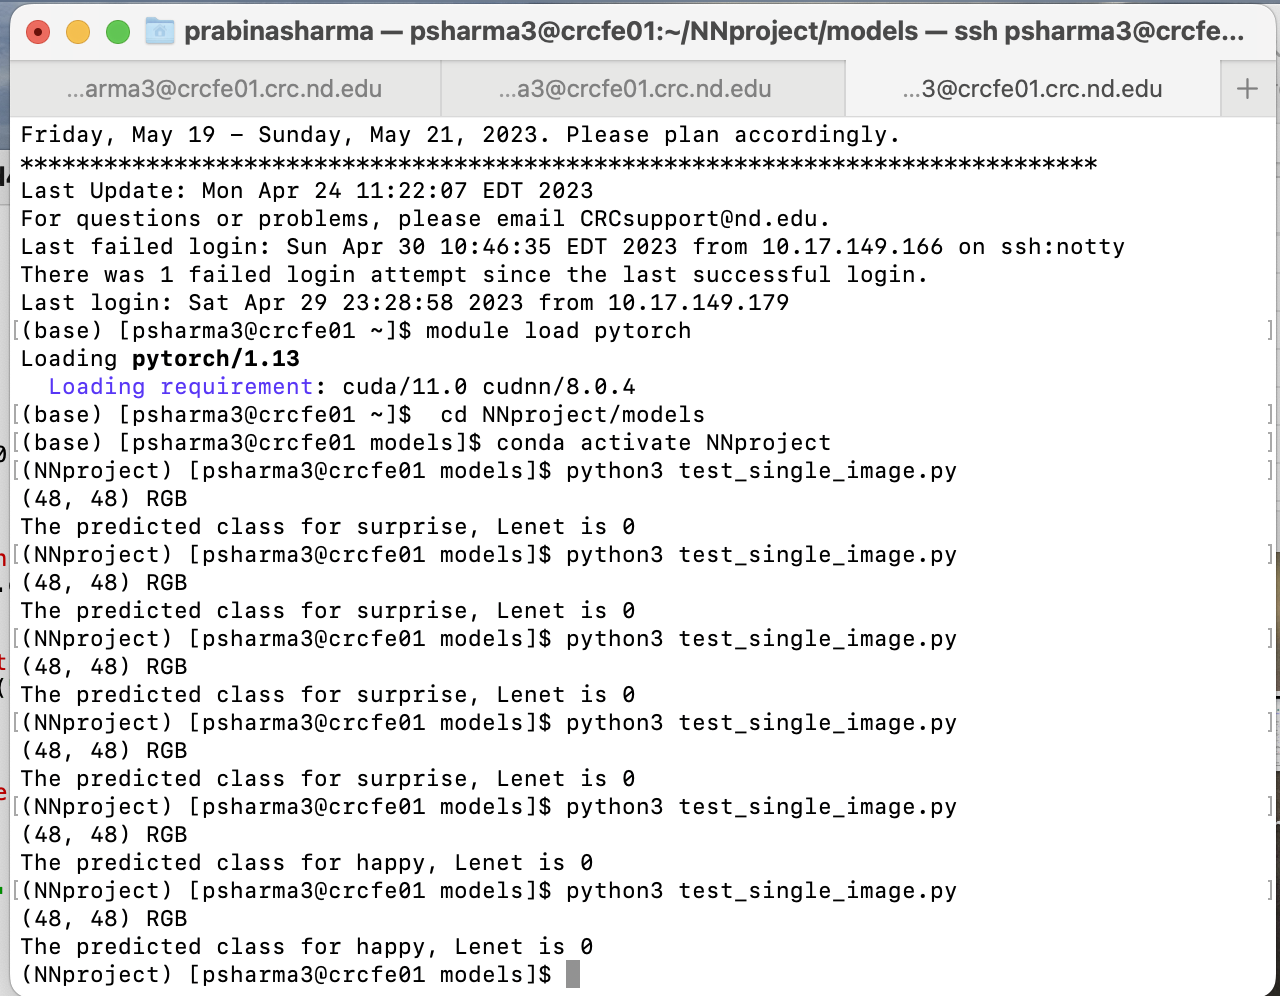 prabinasharma — psharma3@crcfe01:~/NNproject/models — ssh psharma3@crcfe...
...arma3@crcfe01.crc.nd.edu
...a3@crcfe01.crc.nd.edu
...3@crcfe01.crc.nd.edu
+
Friday, May 19 – Sunday, May 21, 2023. Please plan accordingly.
*****************************************************************************
Last Update: Mon Apr 24 11:22:07 EDT 2023
For questions or problems, please email CRCsupport@nd.edu.
Last failed login: Sun Apr 30 10:46:35 EDT 2023 from 10.17.149.166 on ssh:notty
There was 1 failed login attempt since the last successful login.
Last login: Sat Apr 29 23:28:58 2023 from 10.17.149.179
[(base) [psharma3@crcfe01 ~]$ module load pytorch ]
Loading pytorch/1.13
  Loading requirement: cuda/11.0 cudnn/8.0.4
[(base) [psharma3@crcfe01 ~]$  cd NNproject/models ]
[(base) [psharma3@crcfe01 models]$ conda activate NNproject ]
[(NNproject) [psharma3@crcfe01 models]$ python3 test_single_image.py ]
(48, 48) RGB
The predicted class for surprise, Lenet is 0
[(NNproject) [psharma3@crcfe01 models]$ python3 test_single_image.py ]
(48, 48) RGB
The predicted class for surprise, Lenet is 0
[(NNproject) [psharma3@crcfe01 models]$ python3 test_single_image.py ]
(48, 48) RGB
The predicted class for surprise, Lenet is 0
[(NNproject) [psharma3@crcfe01 models]$ python3 test_single_image.py ]
(48, 48) RGB
The predicted class for surprise, Lenet is 0
[(NNproject) [psharma3@crcfe01 models]$ python3 test_single_image.py ]
(48, 48) RGB
The predicted class for happy, Lenet is 0
[(NNproject) [psharma3@crcfe01 models]$ python3 test_single_image.py ]
(48, 48) RGB
The predicted class for happy, Lenet is 0
(NNproject) [psharma3@crcfe01 models]$